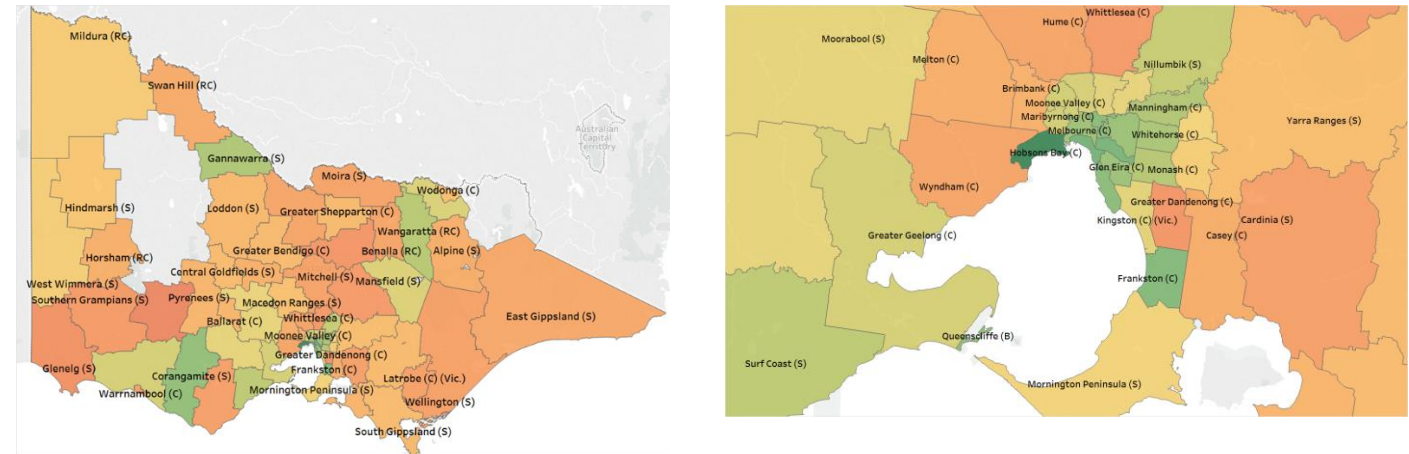 Mildura (RC)
Swan Hill (RC)
Australian
Capital
Territory
Gannawarra (S)
Moira (S)
Wodonga (C)
Hindmarsh (S)
Loddon (S)
Greater Shepparton (C)
Wangaratta (RC)
Horsham (RC)
Greater Bendigo (C)
Benalla (RC)
Alpine (S)
West Wimmera (S)
Central Goldfields (S)
Mitchell (S)
Mansfield (S)
Southern Grampians (S)
Pyrenees (S)
Macedon Ranges (S)
Ballarat (C)
Whittlesea (C)
East Gippsland (S)
Moonee Valley (C)
Glenelg (S)
Corangamite (S)
Greater Dandenong (C)
Frankston (C)
Latrobe (C) (Vic.)
Warrnambool (C)
Mornington Peninsula (S)
Wellington (S)
South Gippsland (S)
Whittlesea (C)
Hume (C)
Moorabool (S)
Melton (C)
Nillumbik (S)
Brimbank (C)
Moonee Valley (C)
Manningham (C)
Maribyrnong (C)
Yarra Ranges (S)
Melbourne (C)
Whitehorse (C)
Hobsons Bay (C)
Glen Eira (C)
Monash (C)
Wyndham (C)
Greater Dandenong (C)
Kingston (C) (Vic.)
Cardinia (S)
Greater Geelong (C)
Casey (C)
Frankston (C)
Queenscliffe (B)
Surf Coast (S)
Mornington Peninsula (S)